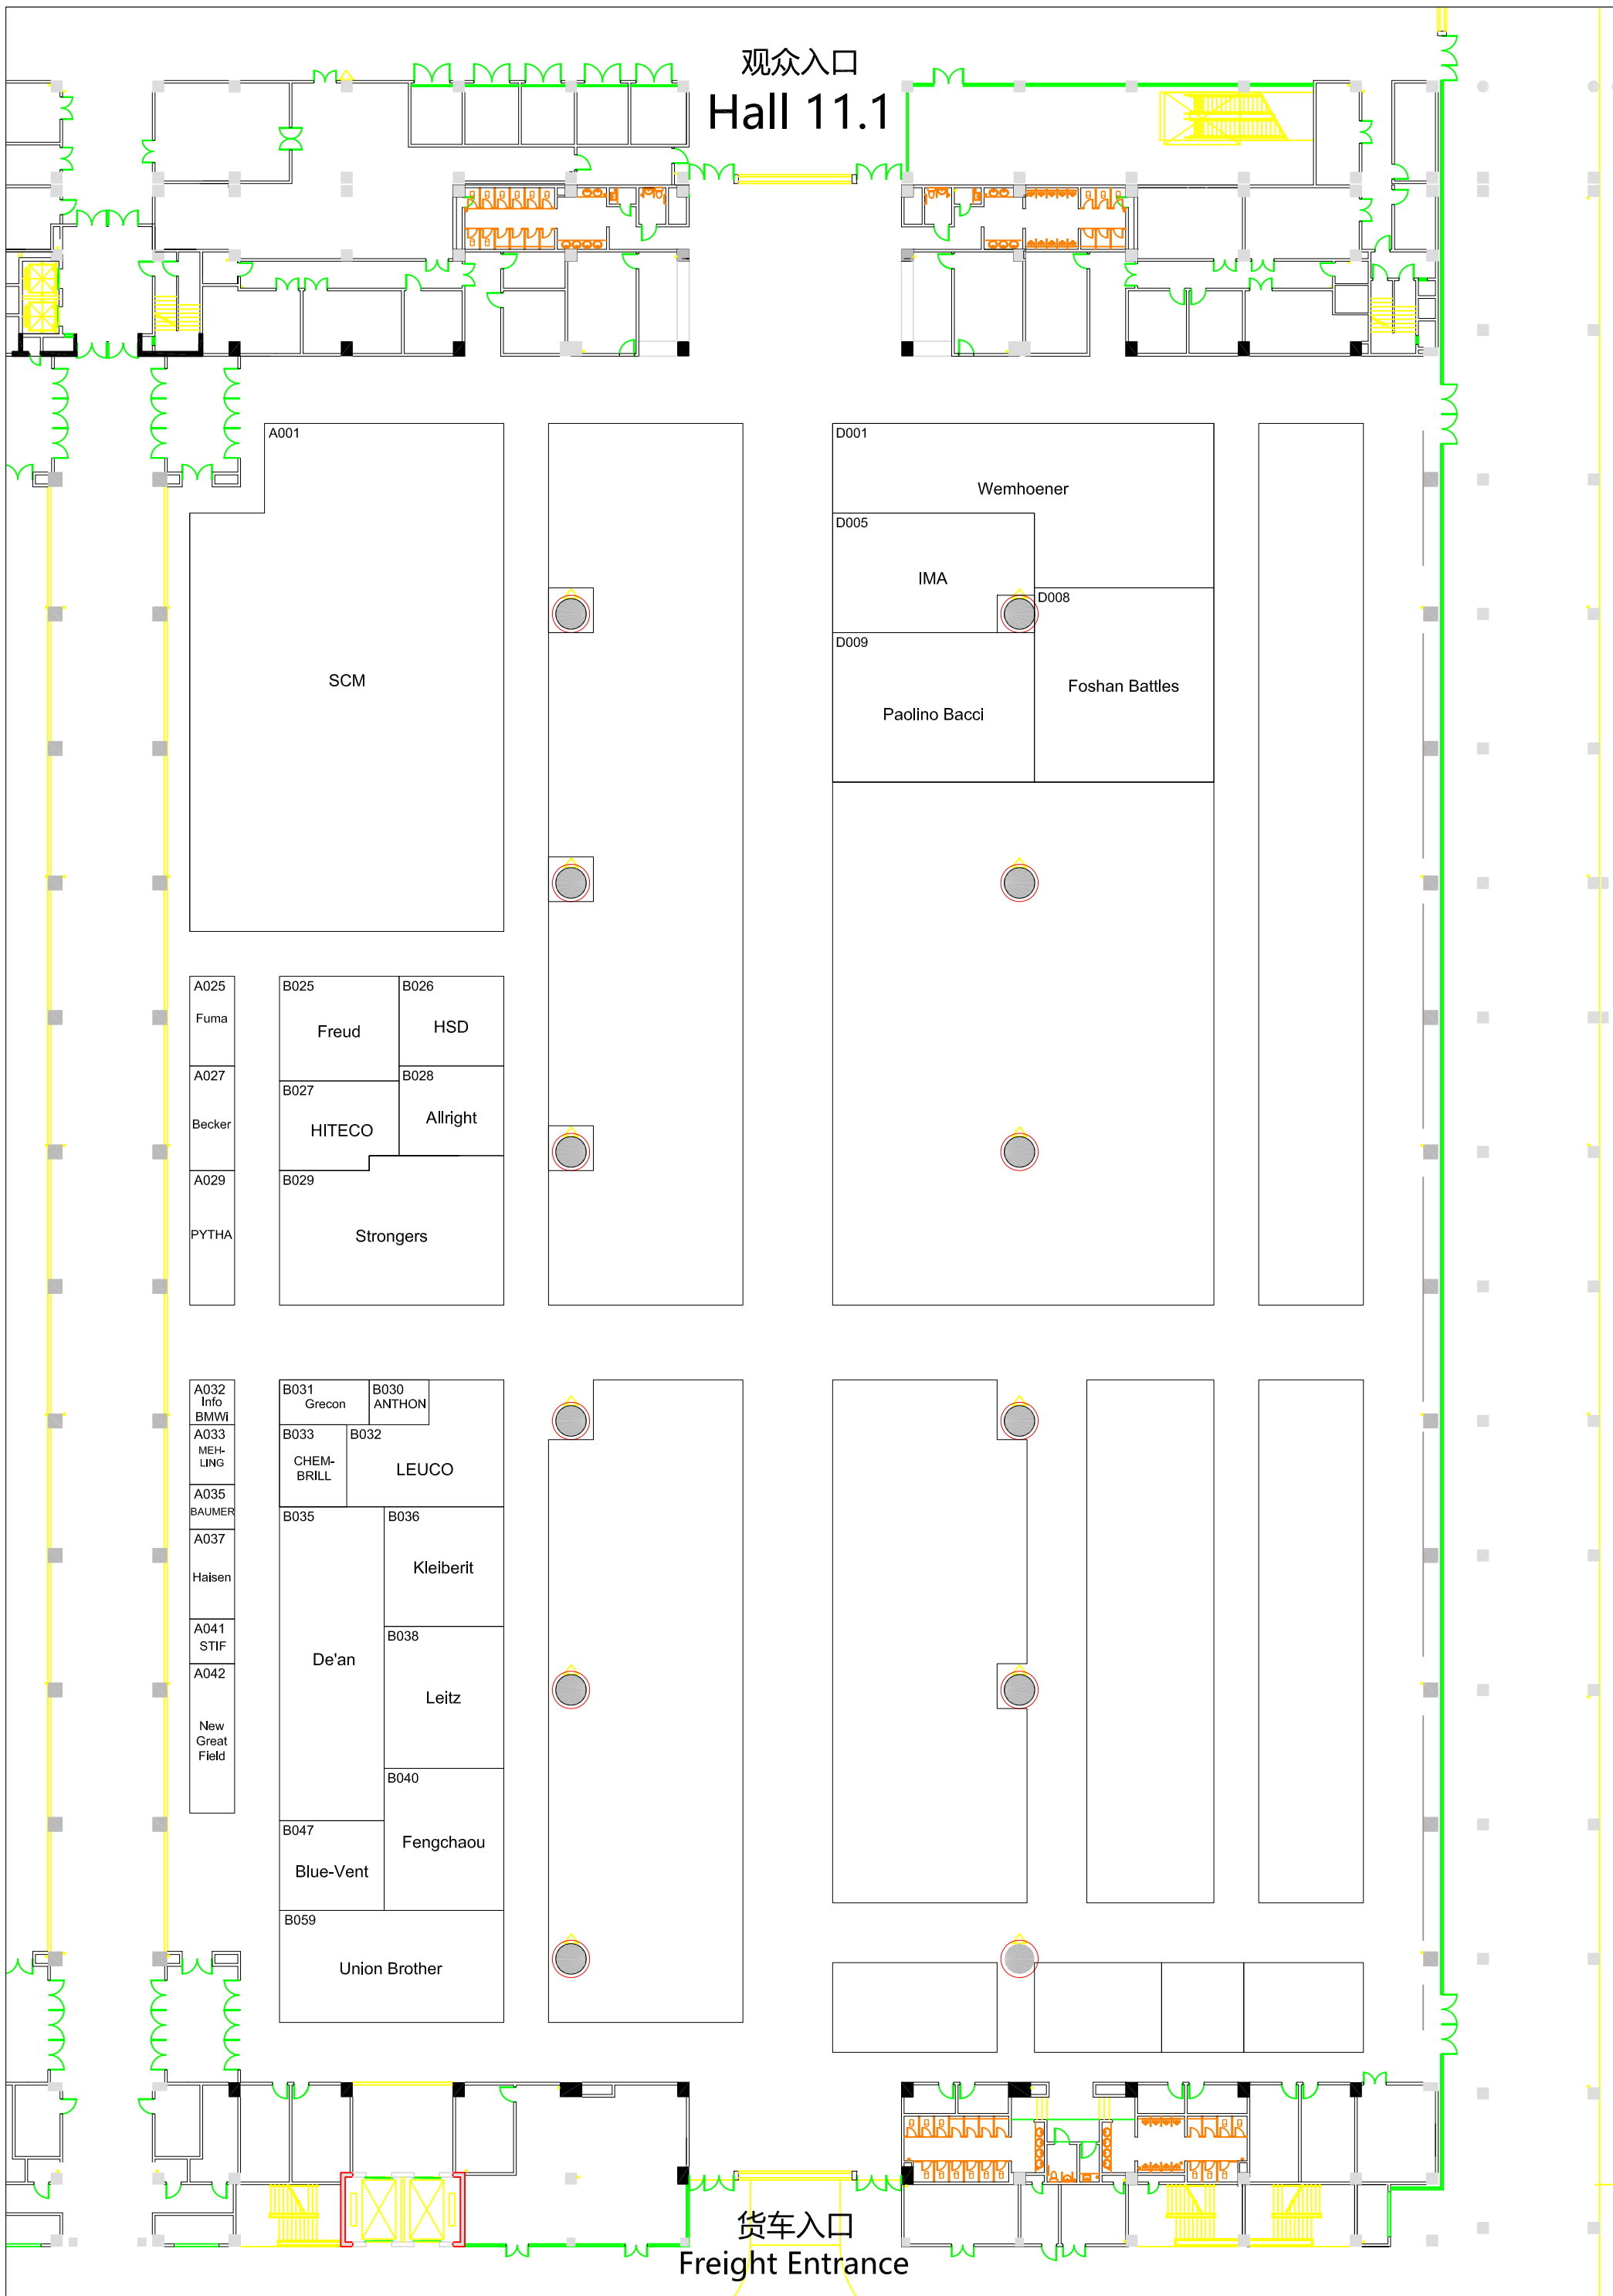 观众入口
Hall 11.1
A001
SCM
D001
Wemhoener
D005
IMA
D008
Foshan Battles
D009
Paolino Bacci
A025
Fuma
A027
Becker
A029
PYTHA
B025
Freud
B026
HSD
B027
HITECO
B028
Allright
B029
Strongers
A032
Info
BMWi
A033
MEH-
LING
A035
BAUMER
A037
Haisen
A041
STIF
A042
New
Great
Field
B031
Grecon
B030
ANTHON
B033
CHEM-
BRILL
B032
LEUCO
B035
De'an
B036
Kleiberit
B038
Leitz
B040
Fengchaou
B047
Blue-Vent
B059
Union Brother
货车入口
Freight Entrance